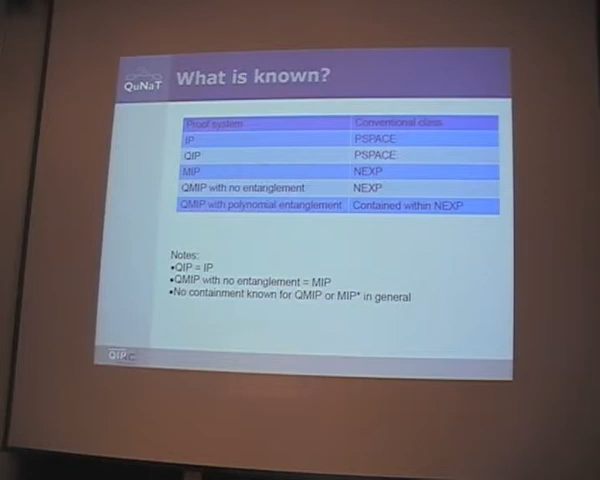 QuNaT
What is known?
Proof system Conventional class
IP PSPACE
QIP PSPACE
MIP NEXP
QMIP with no entanglement NEXP
QMIP with polynomial entanglement Contained within NEXP
Notes:
•QIP = IP
•QMIP with no entanglement = MIP
•No containment known for QMIP or MIP* in general
QIPIRC